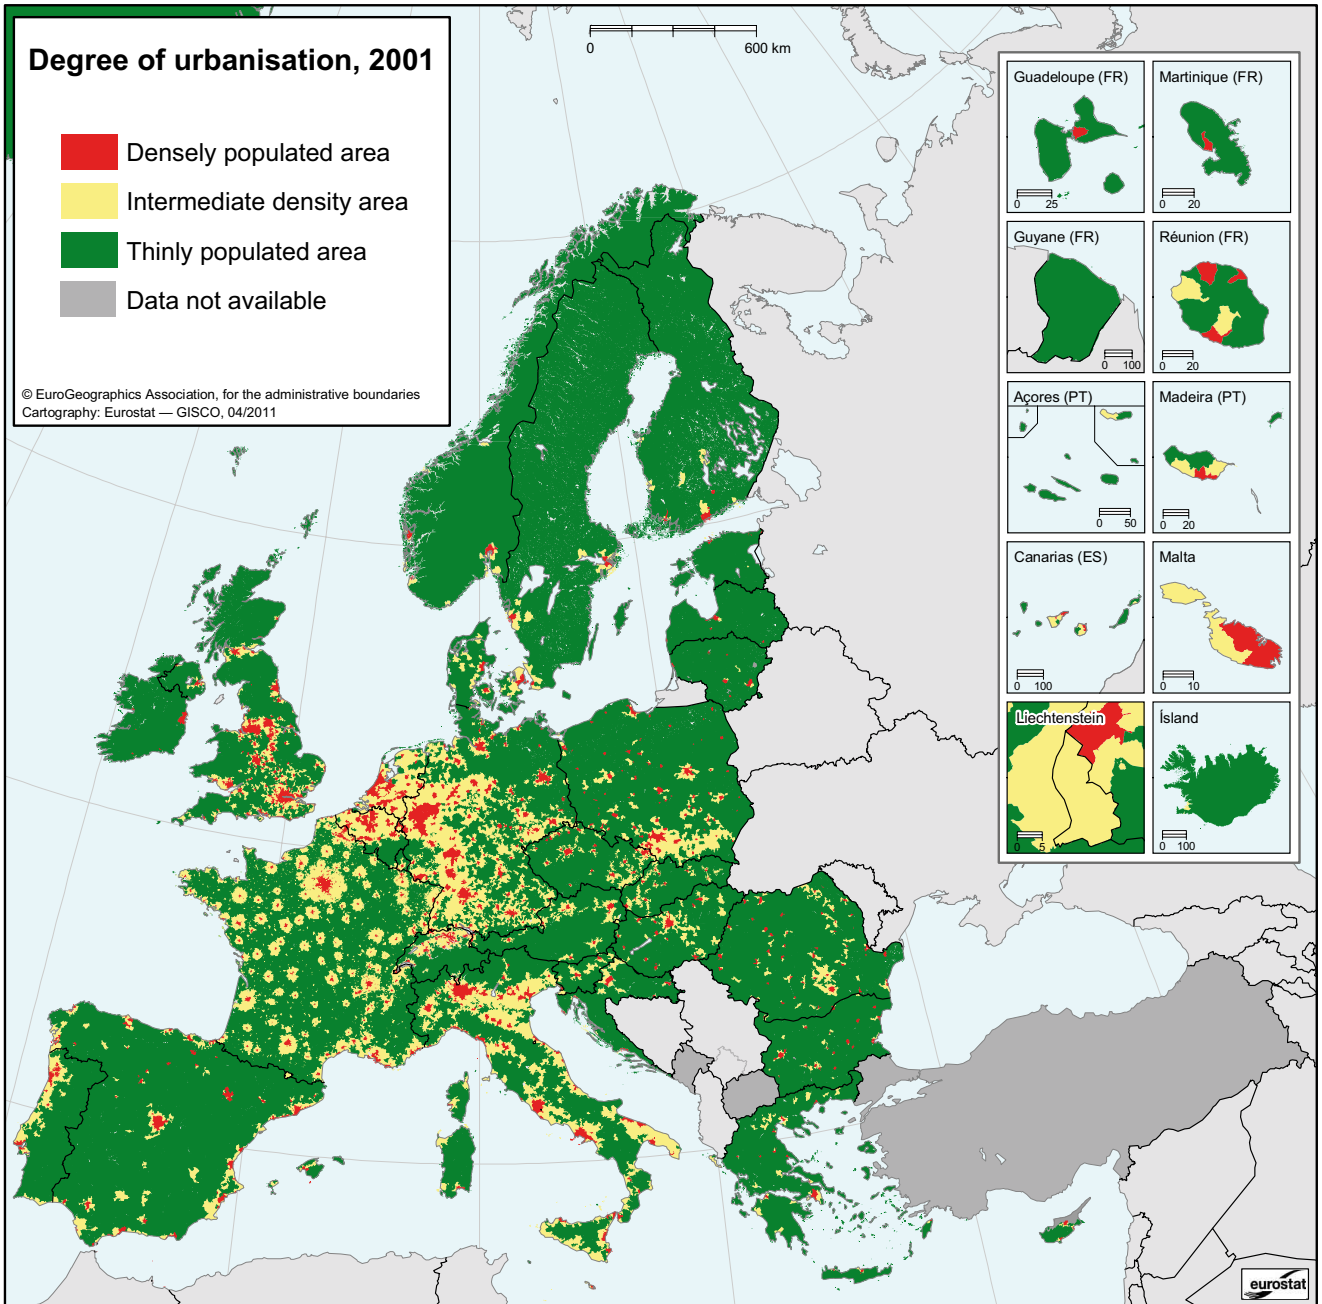 Degree of urbanisation, 2001
Densely populated area
Intermediate density area
Thinly populated area
Data not available
© EuroGeographics Association, for the administrative boundaries
Cartography: Eurostat — GISCO, 04/2011
0 600 km
Guadeloupe (FR)
0 25
Martinique (FR)
0 20
Guyane (FR)
0 100
Réunion (FR)
0 20
Açores (PT)
0 50
Madeira (PT)
0 20
Canarias (ES)
0 100
Malta
0 10
Liechtenstein
0 5
Ísland
0 100
eurostat